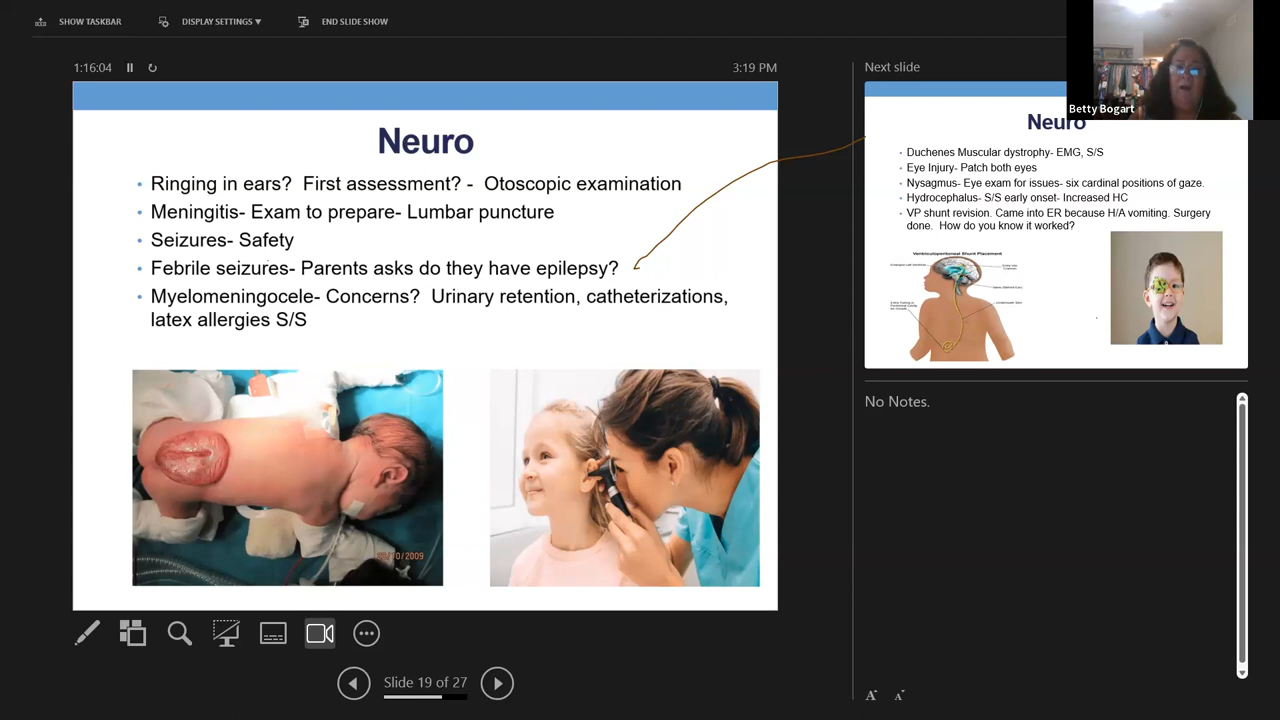 SHOW TASKBAR
DISPLAY SETTINGS ▼
END SLIDE SHOW
1:16:04
3:19 PM
Neuro
• Ringing in ears? First assessment? - Otoscopic examination
• Meningitis- Exam to prepare- Lumbar puncture
• Seizures- Safety
• Febrile seizures- Parents asks do they have epilepsy?
• Myelomeningocele- Concerns? Urinary retention, catheterizations,
latex allergies S/S
Slide 19 of 27
Next slide
Betty Bogart
Neuro
• Duchenes Muscular dystrophy- EMG, S/S
• Eye Injury- Patch both eyes
• Nysagmus- Eye exam for issues- six cardinal positions of gaze.
• Hydrocephalus- S/S early onset- Increased HC
• VP shunt revision. Came into ER because H/A vomiting. Surgery
done. How do you know it worked?
Ventriculoperitoneal Shunt Placement
No Notes.
A A